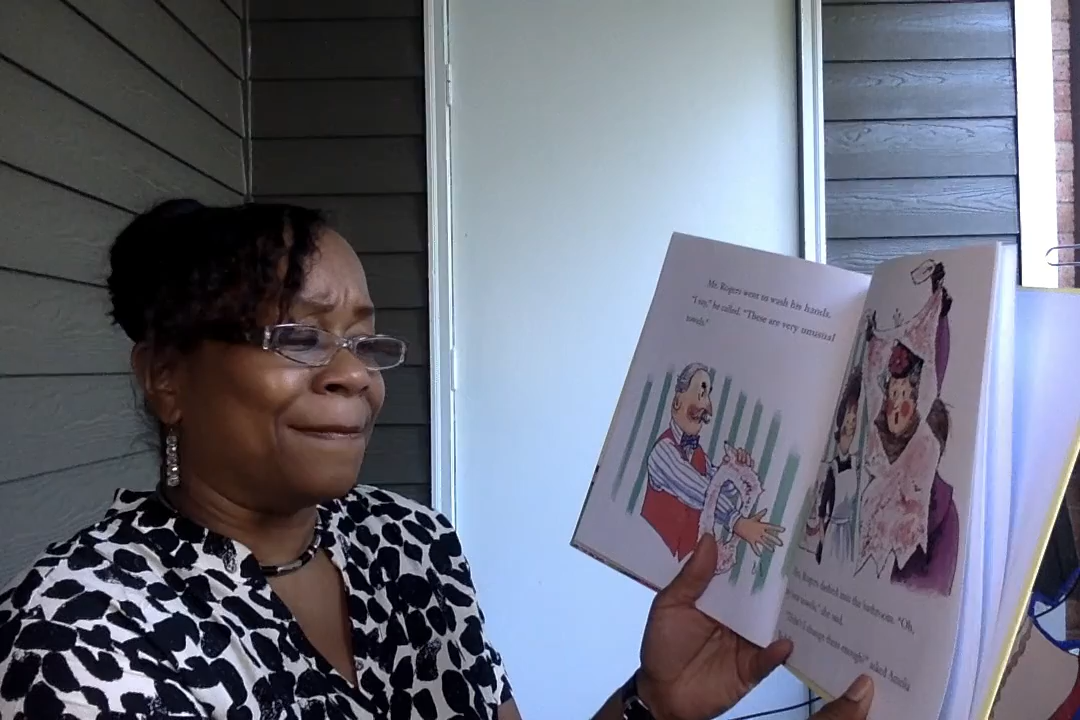 Mr. Rogers went to wash his hands.
"I say," he called. "These are very unusual
towels."
Mrs. Rogers dashed into the bathroom. "Oh,
my best towels," she said.
"Didn't I change them enough?" asked Amelia